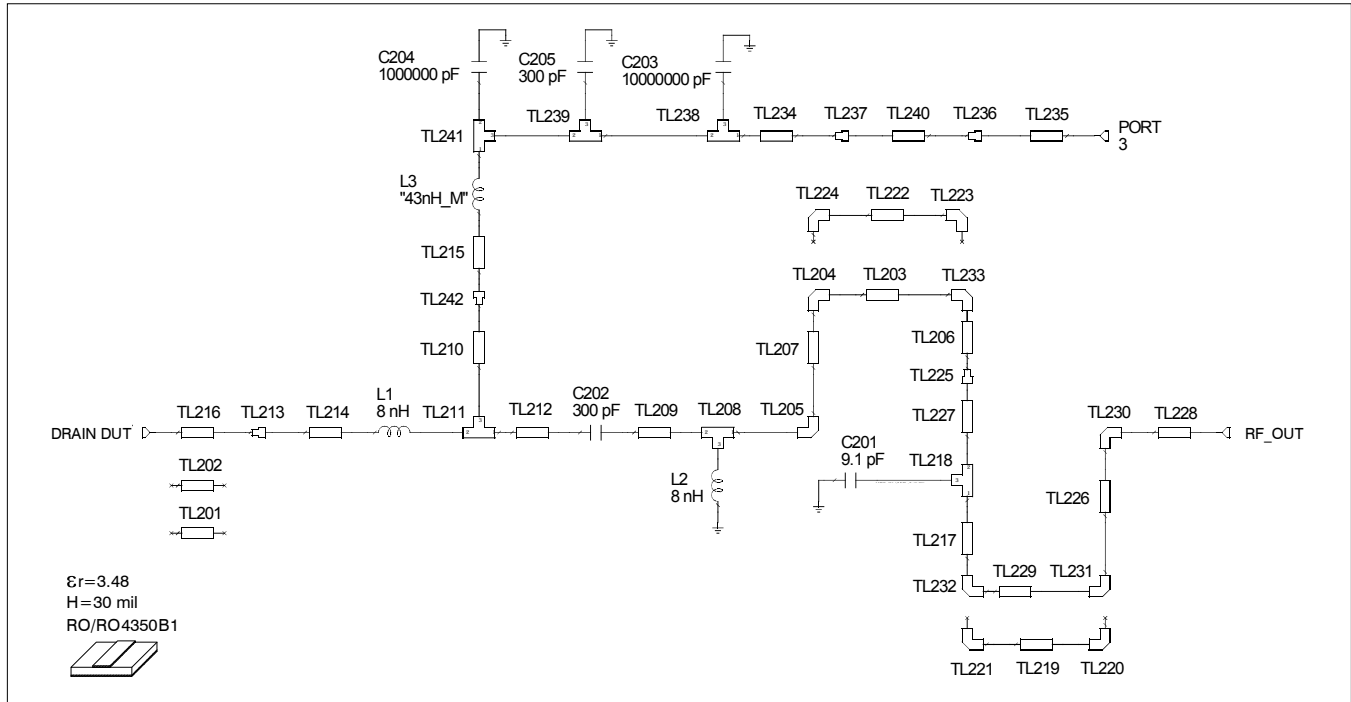 C204
1000000 pF
C205
300 pF
C203
10000000 pF
TL241
TL239
TL238
TL234
TL237
TL240
TL236
TL235
PORT
3
L3
"43nH_M"
TL215
TL242
TL210
TL224
TL222
TL223
TL204
TL203
TL233
TL207
TL206
TL225
TL227
DRAIN DUT
TL216
TL213
TL214
L1
8 nH
TL211
TL212
C202
300 pF
TL209
TL208
TL205
TL230
TL228
RF_OUT
TL202
TL201
L2
8 nH
C201
9.1 pF
TL218
TL226
TL217
TL232
TL229
TL231
TL221
TL219
TL220
εr=3.48
H=30 mil
RO/RO4350B1